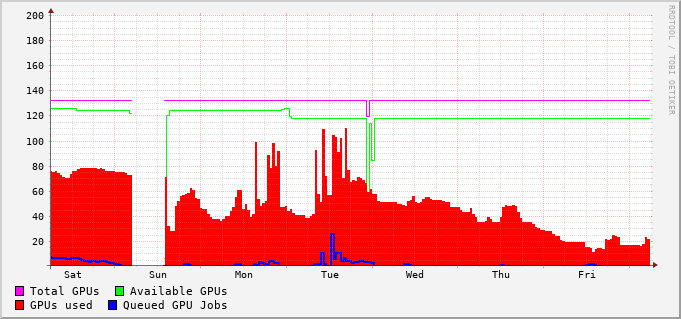 200
180
160
140
120
100
80
60
40
20
Sat Sun Mon Tue Wed Thu Fri
Total GPUs Available GPUs
GPUs used Queued GPU Jobs
RRDTOOL / TOBI OETIKER